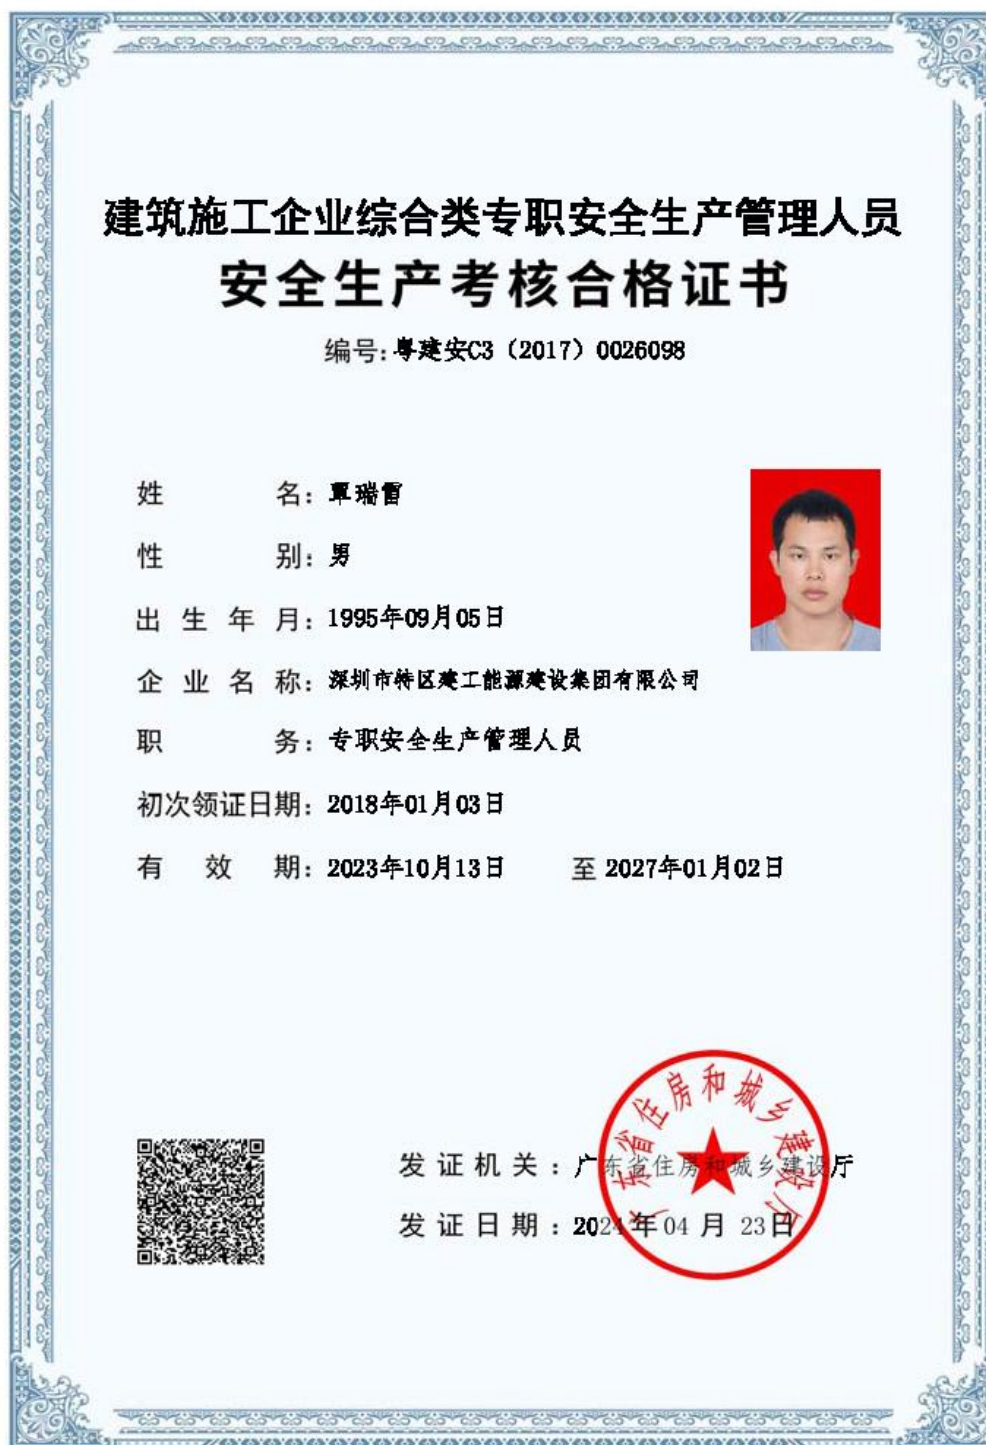 建筑施工企业综合类专职安全生产管理人员
安全生产考核合格证书
编号: 粤建安C3（2017）0026098
姓 名: 覃瑞雷
性 别: 男
出 生 年 月: 1995年09月05日
企 业 名 称: 深圳市特区建工能源建设集团有限公司
职 务: 专职安全生产管理人员
初次领证日期: 2018年01月03日
有 效 期: 2023年10月13日 至 2027年01月02日
广东省住房和城乡建设厅
发 证 机 关 : 广东省住房和城乡建设厅
发 证 日 期 : 2024 年 04 月 23日